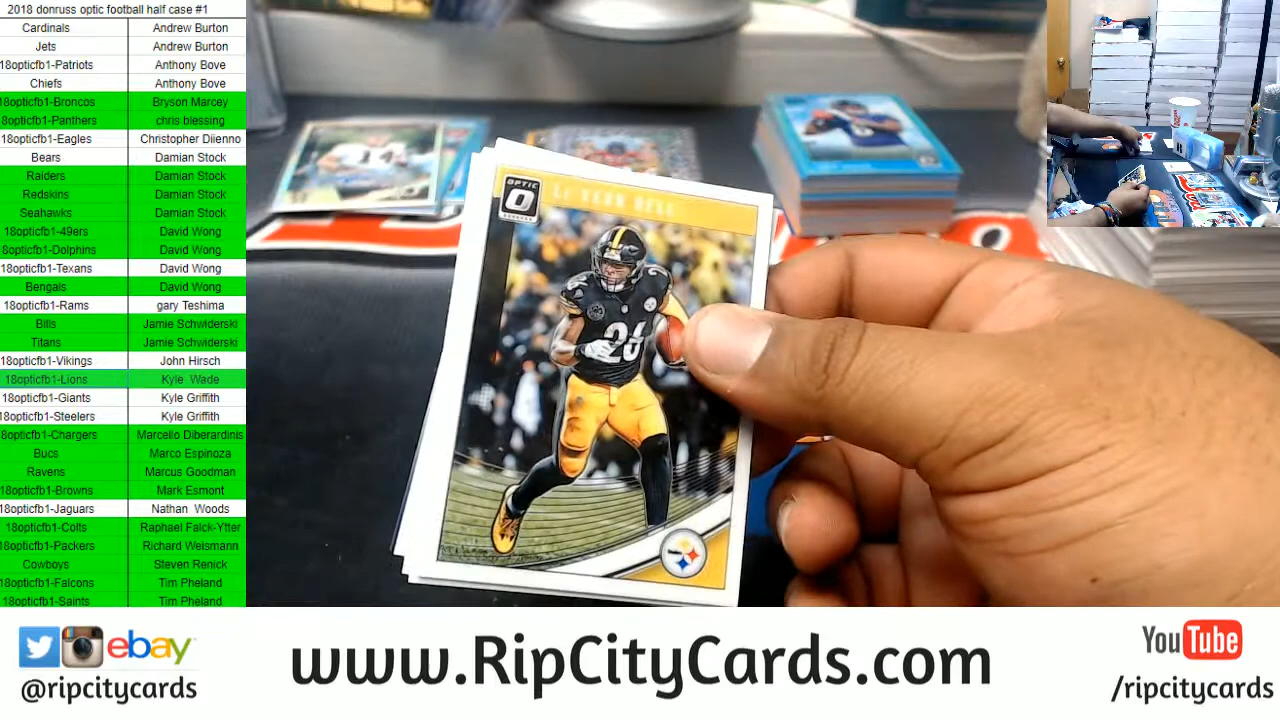 2018 donruss optic football half case #1
Cardinals Andrew Burton
Jets Andrew Burton
18opticfb1-Patriots Anthony Bove
Chiefs Anthony Bove
18opticfb1-Broncos Bryson Marcey
8opticfb1-Panthers chris blessing
18opticfb1-Eagles Christopher Diienno
Bears Damian Stock
Raiders Damian Stock
Redskins Damian Stock
Seahawks Damian Stock
18opticfb1-49ers David Wong
8opticfb1-Dolphins David Wong
18opticfb1-Texans David Wong
Bengals David Wong
18opticfb1-Rams gary Teshima
Bills Jamie Schwiderski
Titans Jamie Schwiderski
18opticfb1-Vikings John Hirsch
18opticfb1-Lions Kyle Wade
18opticfb1-Giants Kyle Griffith
18opticfb1-Steelers Kyle Griffith
8opticfb1-Chargers Marcello Diberardinis
Bucs Marco Espinoza
Ravens Marcus Goodman
18opticfb1-Browns Mark Esmont
18opticfb1-Jaguars Nathan Woods
18opticfb1-Colts Raphael Falck-Ytter
18opticfb1-Packers Richard Weismann
Cowboys Steven Renick
18opticfb1-Falcons Tim Pheland
18opticfb1-Saints Tim Pheland
OPTIC
LE'VEON BELL
26
ebay
@ripcitycards
www.RipCityCards.com
YouTube
/ripcitycards